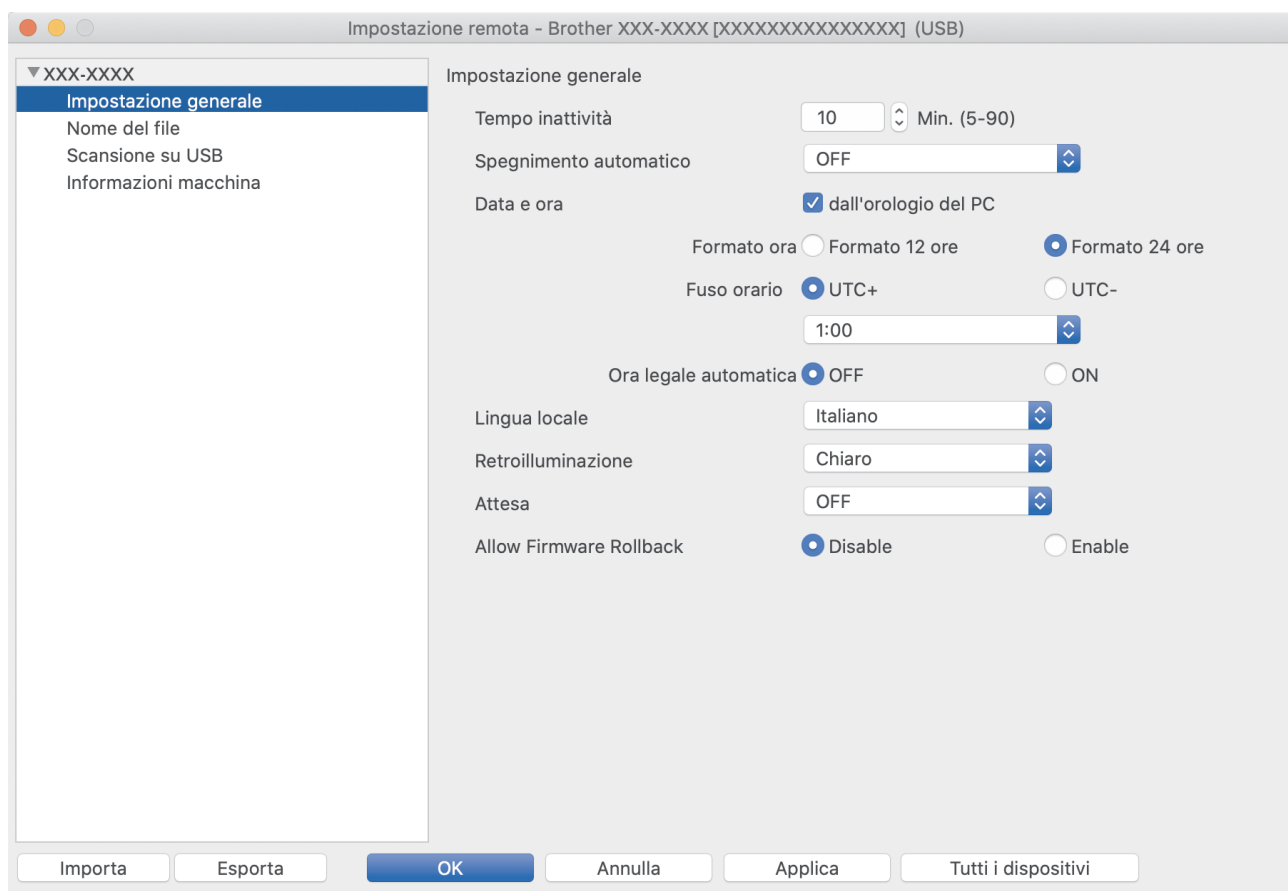 Impostazione remota - Brother XXX-XXXX [XXXXXXXXXXXXXXX] (USB)
XXX-XXXX
Impostazione generale
Nome del file
Scansione su USB
Informazioni macchina
Impostazione generale
Tempo inattività 10 Min. (5-90)
Spegnimento automatico OFF
Data e ora dall'orologio del PC
Formato ora Formato 12 ore Formato 24 ore
Fuso orario UTC+ UTC-
1:00
Ora legale automatica OFF ON
Lingua locale Italiano
Retroilluminazione Chiaro
Attesa OFF
Allow Firmware Rollback Disable Enable
Importa Esporta OK Annulla Applica Tutti i dispositivi